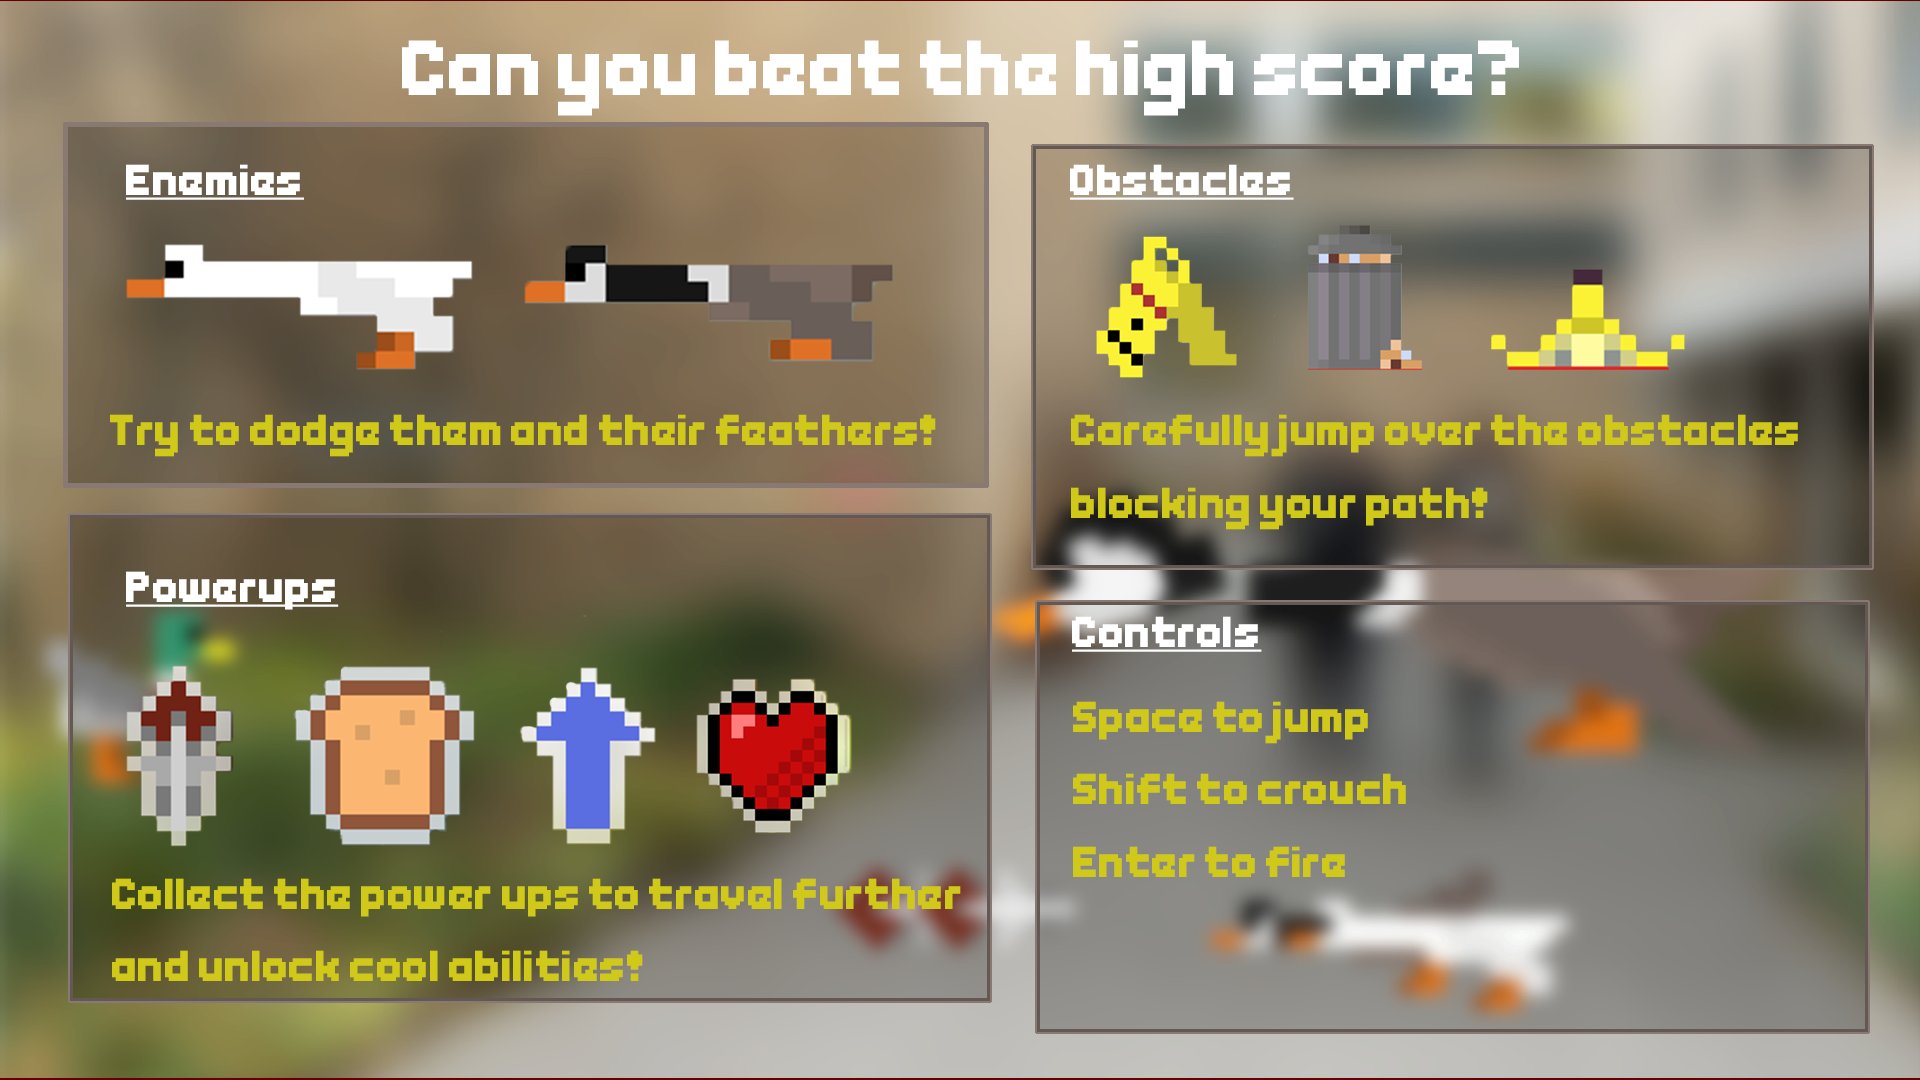 Can you beat the high score?
Enemies
Try to dodge them and their feathers!
Obstacles
Carefully jump over the obstacles
blocking your path!
Powerups
Collect the power ups to travel further
and unlock cool abilities!
Controls
Space to jump
Shift to crouch
Enter to fire